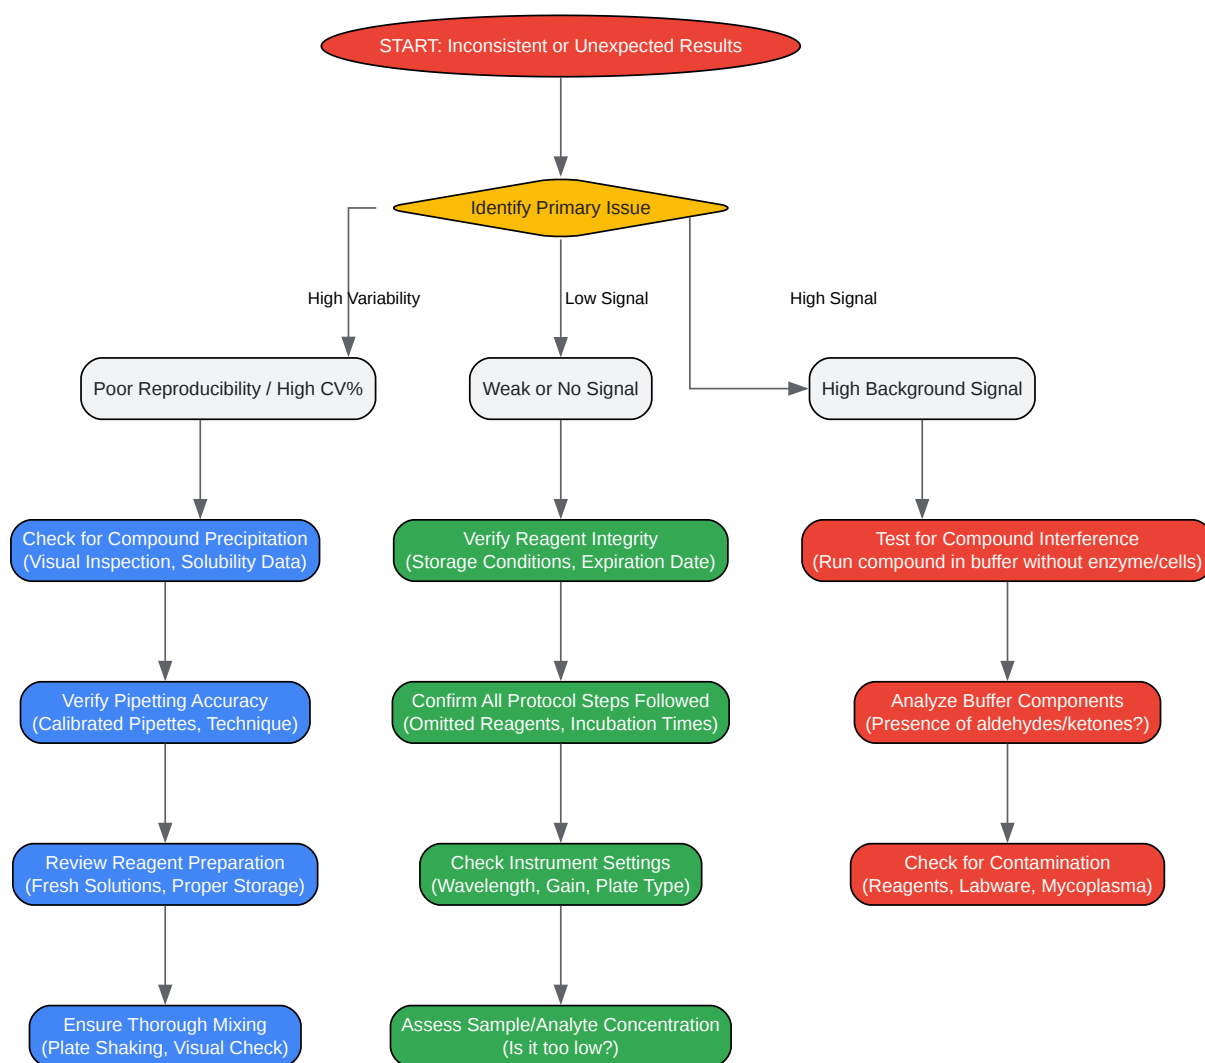 START: Inconsistent or Unexpected Results
Identify Primary Issue
High Variability
Low Signal
High Signal
Poor Reproducibility / High CV%
Weak or No Signal
High Background Signal
Check for Compound Precipitation
(Visual Inspection, Solubility Data)
Verify Reagent Integrity
(Storage Conditions, Expiration Date)
Test for Compound Interference
(Run compound in buffer without enzyme/cells)
Verify Pipetting Accuracy
(Calibrated Pipettes, Technique)
Confirm All Protocol Steps Followed
(Omitted Reagents, Incubation Times)
Analyze Buffer Components
(Presence of aldehydes/ketones?)
Review Reagent Preparation
(Fresh Solutions, Proper Storage)
Check Instrument Settings
(Wavelength, Gain, Plate Type)
Check for Contamination
(Reagents, Labware, Mycoplasma)
Ensure Thorough Mixing
(Plate Shaking, Visual Check)
Assess Sample/Analyte Concentration
(Is it too low?)